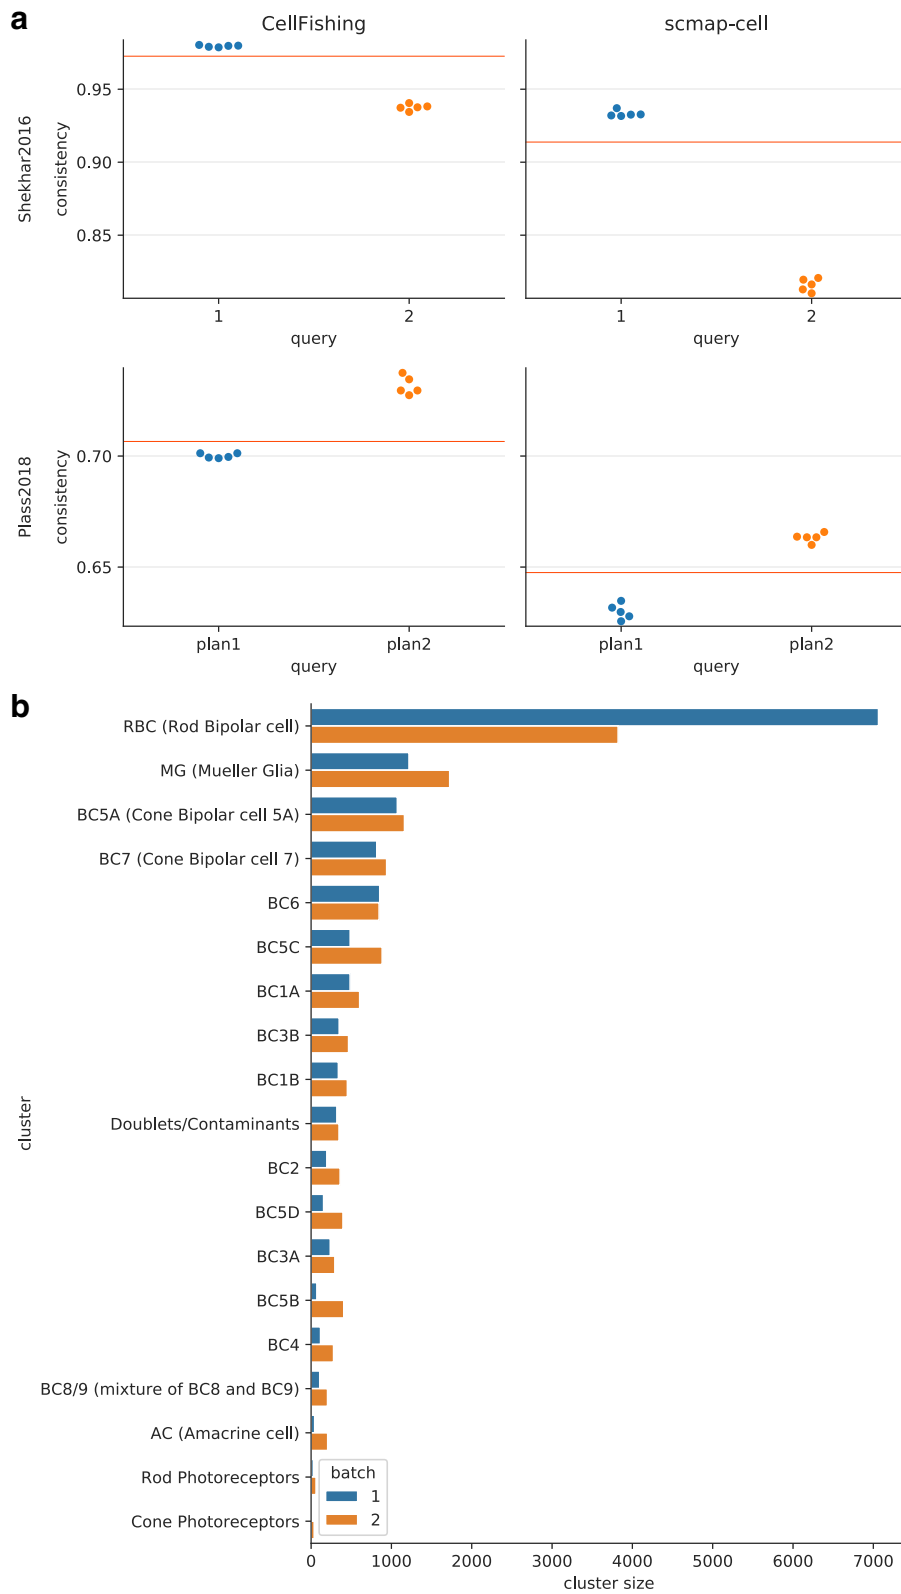 a
CellFishing
scmap-cell
Shekhar2016
consistency
0.95
0.90
0.85
1
2
query
1
2
query
Plass2018
consistency
0.70
0.65
plan1
plan2
query
plan1
plan2
query
b
cluster
RBC (Rod Bipolar cell)
MG (Mueller Glia)
BC5A (Cone Bipolar cell 5A)
BC7 (Cone Bipolar cell 7)
BC6
BC5C
BC1A
BC3B
BC1B
Doublets/Contaminants
BC2
BC5D
BC3A
BC5B
BC4
BC8/9 (mixture of BC8 and BC9)
AC (Amacrine cell)
Rod Photoreceptors
Cone Photoreceptors
batch
1
2
0 1000 2000 3000 4000 5000 6000 7000
cluster size